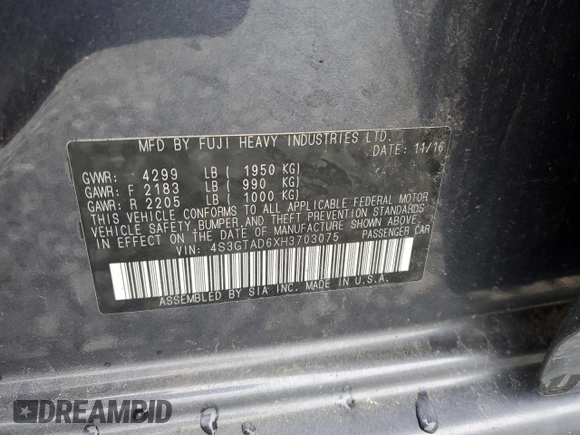 MFD BY FUJI HEAVY INDUSTRIES LTD.
DATE: 11/16
GVWR: 4299 LB ( 1950 KG)
GAWR: F 2183 LB ( 990 KG)
GAWR: R 2205 LB ( 1000 KG)
THIS VEHICLE CONFORMS TO ALL APPLICABLE FEDERAL MOTOR
VEHICLE SAFETY, BUMPER, AND THEFT PREVENTION STANDARDS
IN EFFECT ON THE DATE OF MANUFACTURE SHOWN ABOVE.
VIN: 4S3GTAD6XH3703075 PASSENGER CAR
ASSEMBLED BY SIA INC. MADE IN U.S.A.
DREAMBID